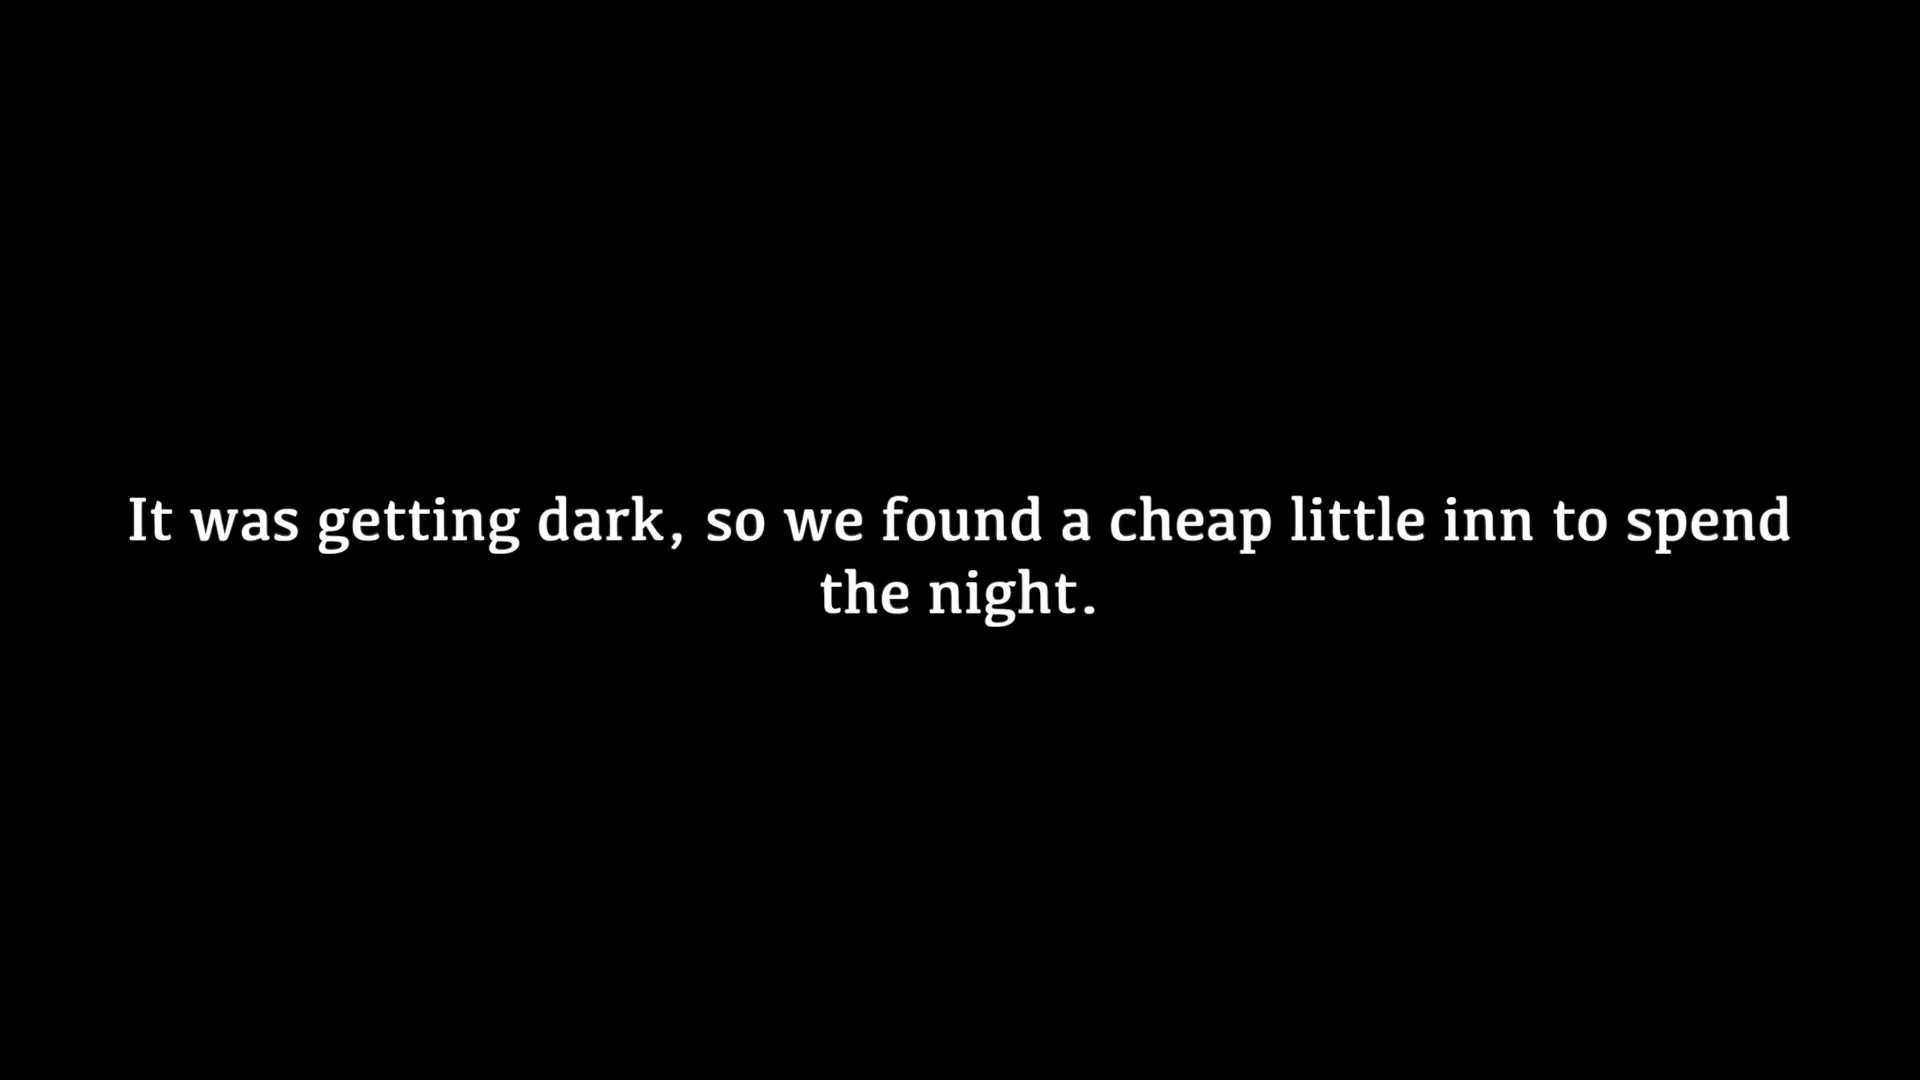 It was getting dark, so we found a cheap little inn to spend
the night.